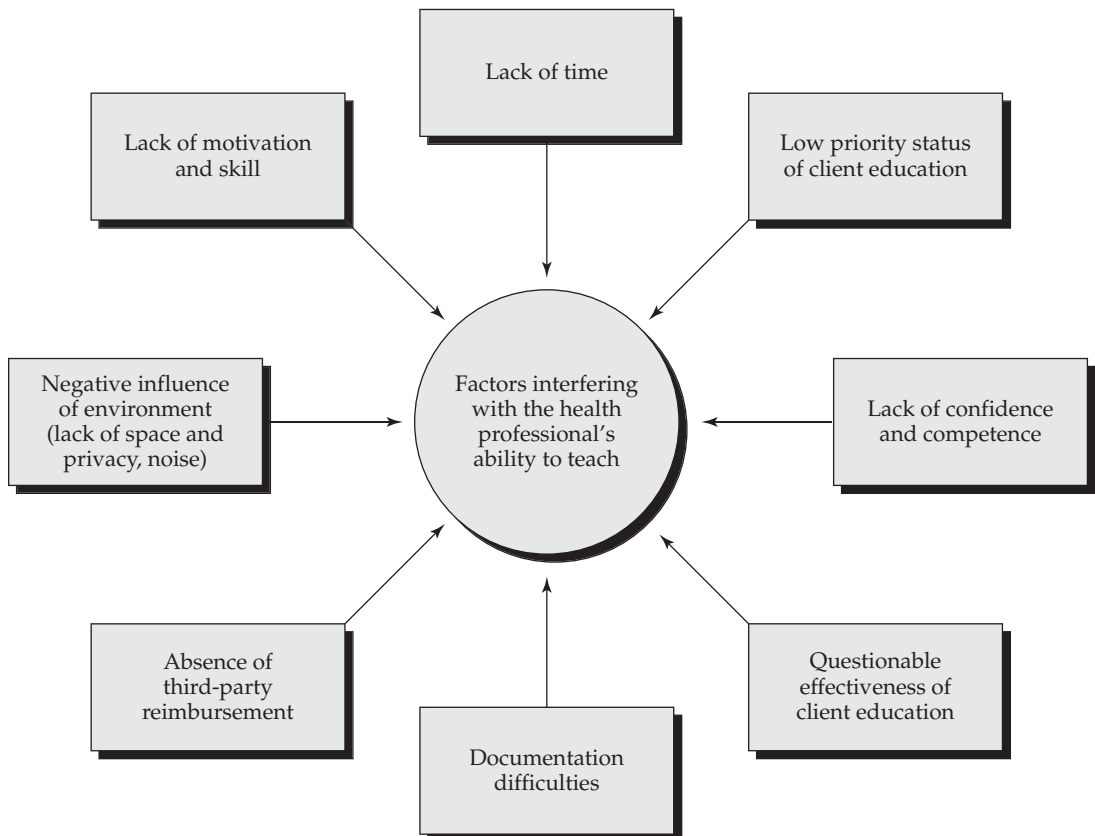 Lack of time
Lack of motivation
and skill
Low priority status
of client education
Negative influence
of environment
(lack of space and
privacy, noise)
Factors interfering
with the health
professional’s
ability to teach
Lack of confidence
and competence
Absence of
third-party
reimbursement
Questionable
effectiveness of
client education
Documentation
difficulties